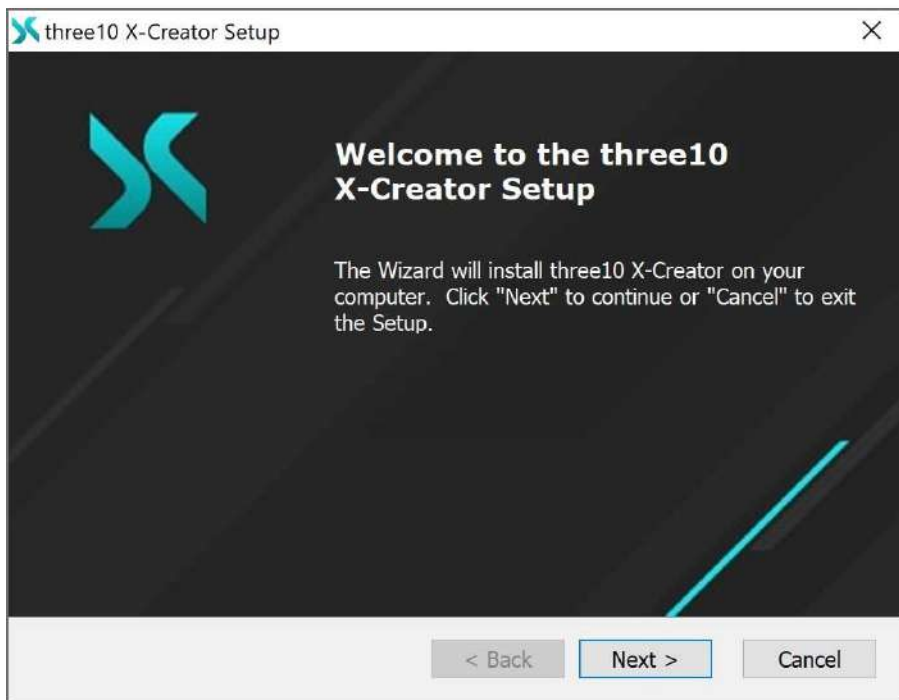 three10 X-Creator Setup
Welcome to the three10
X-Creator Setup
The Wizard will install three10 X-Creator on your
computer.  Click "Next" to continue or "Cancel" to exit
the Setup.
< Back
Next >
Cancel